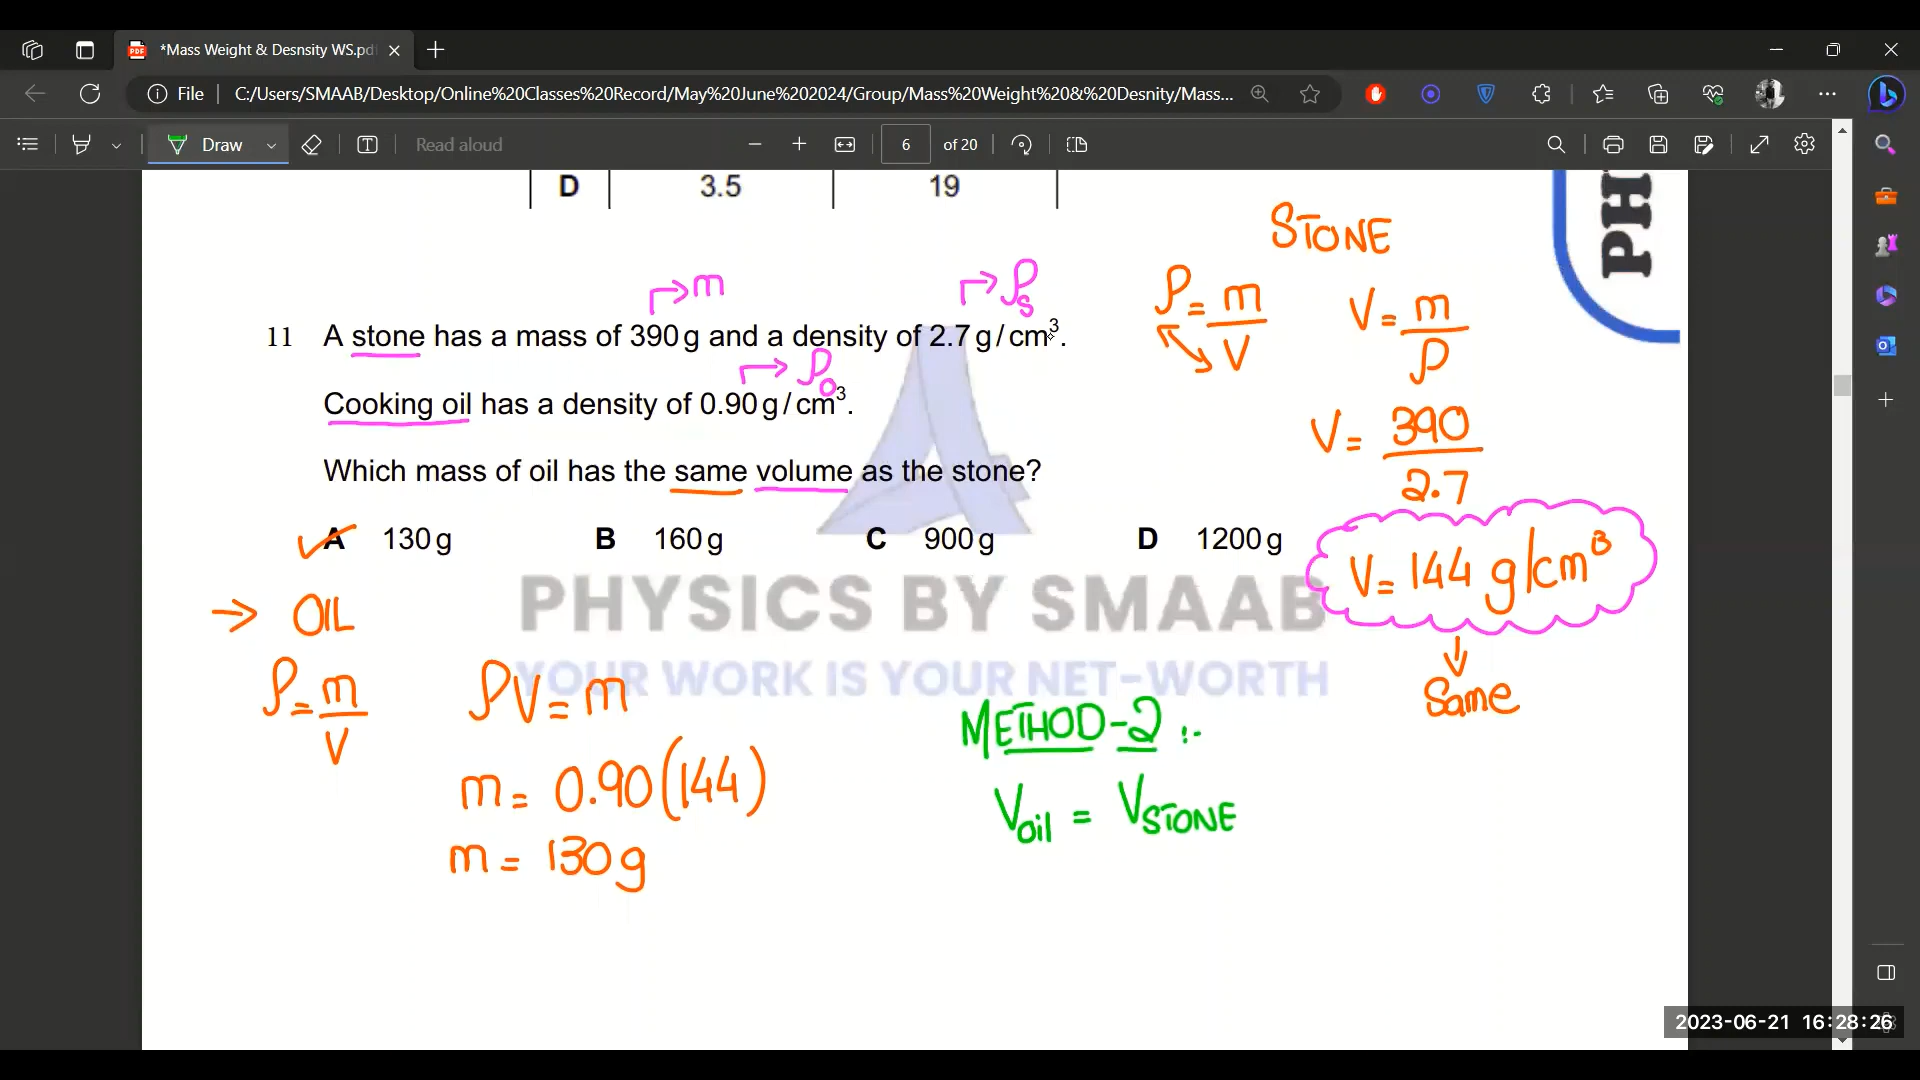 *Mass Weight & Desnsity WS.pdf
File
C:/Users/SMAAB/Desktop/Online%20Classes%20Record/May%20June%202024/Group/Mass%20Weight%20&%20Desnity/Mass...
Draw
Read aloud
6 of 20
D 3.5 19
PH
STONE
→ m
→ ρs
ρ = m/V
V = m/ρ
11 A stone has a mass of 390 g and a density of 2.7 g/cm³.
→ ρo
Cooking oil has a density of 0.90 g/cm³.
V = 390/2.7
Which mass of oil has the same volume as the stone?
A 130 g B 160 g C 900 g D 1200 g
V = 144 g/cm³
Same
→ OIL
PHYSICS BY SMAAB
YOUR WORK IS YOUR NET-WORTH
ρ = m/V
ρV = m
m = 0.90(144)
m = 130 g
METHOD-2 :-
Voil = VSTONE
2023-06-21 16:28:26